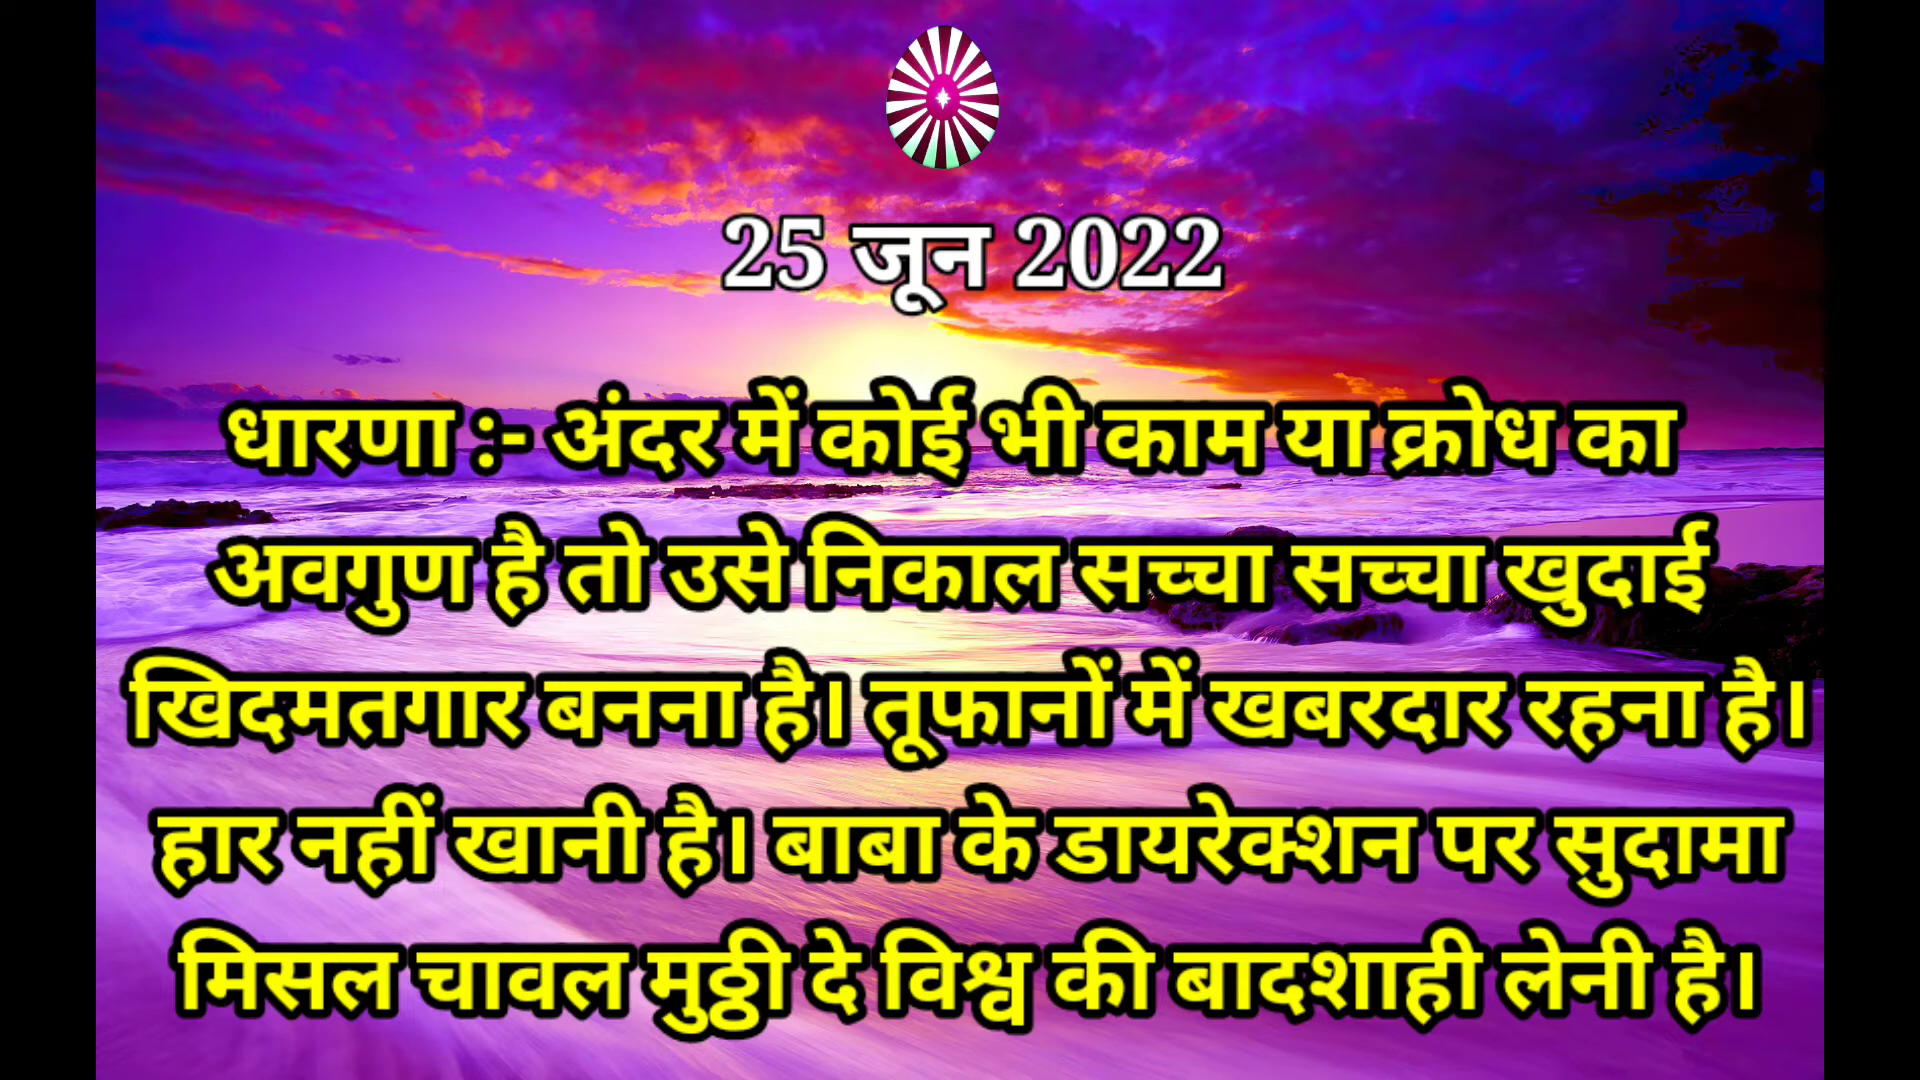 25 जून 2022
धारणा :- अंदर में कोई भी काम या क्रोध का
अवगुण है तो उसे निकाल सच्चा सच्चा खुदाई
खिदमतगार बनना है। तूफानों में खबरदार रहना है।
हार नहीं खानी है। बाबा के डायरेक्शन पर सुदामा
मिसल चावल मुठ्ठी दे विश्व की बादशाही लेनी है।